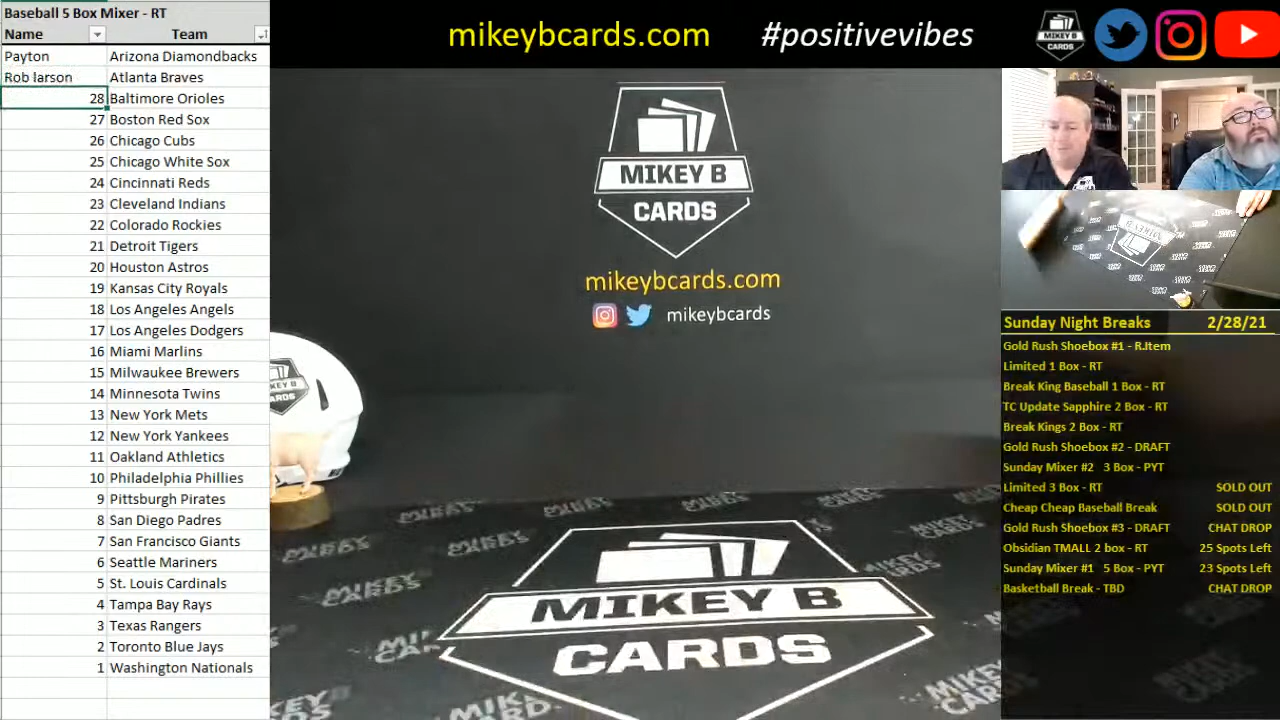 Baseball 5 Box Mixer - RT
Name Team
Payton Arizona Diamondbacks
Rob larson Atlanta Braves
28 Baltimore Orioles
27 Boston Red Sox
26 Chicago Cubs
25 Chicago White Sox
24 Cincinnati Reds
23 Cleveland Indians
22 Colorado Rockies
21 Detroit Tigers
20 Houston Astros
19 Kansas City Royals
18 Los Angeles Angels
17 Los Angeles Dodgers
16 Miami Marlins
15 Milwaukee Brewers
14 Minnesota Twins
13 New York Mets
12 New York Yankees
11 Oakland Athletics
10 Philadelphia Phillies
9 Pittsburgh Pirates
8 San Diego Padres
7 San Francisco Giants
6 Seattle Mariners
5 St. Louis Cardinals
4 Tampa Bay Rays
3 Texas Rangers
2 Toronto Blue Jays
1 Washington Nationals
mikeybcards.com #positivevibes
MIKEY B
CARDS
MIKEY B
CARDS
mikeybcards.com
mikeybcards
MIKEY B
CARDS
Sunday Night Breaks 2/28/21
Gold Rush Shoebox #1 - R.Item
Limited 1 Box - RT
Break King Baseball 1 Box - RT
TC Update Sapphire 2 Box - RT
Break Kings 2 Box - RT
Gold Rush Shoebox #2 - DRAFT
Sunday Mixer #2 3 Box - PYT
Limited 3 Box - RT SOLD OUT
Cheap Cheap Baseball Break SOLD OUT
Gold Rush Shoebox #3 - DRAFT CHAT DROP
Obsidian TMALL 2 box - RT 25 Spots Left
Sunday Mixer #1 5 Box - PYT 23 Spots Left
Basketball Break - TBD CHAT DROP